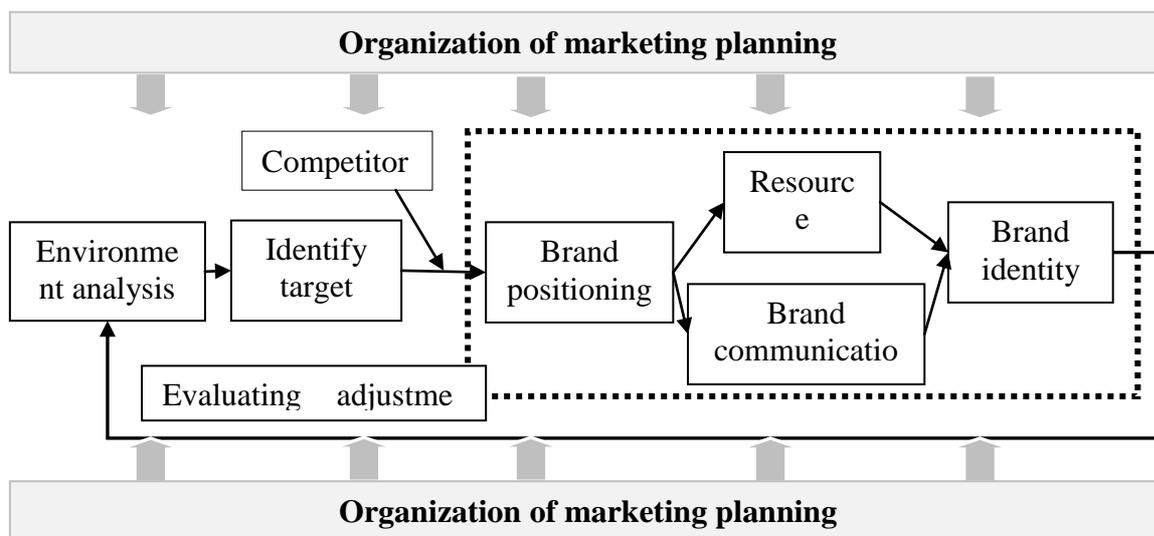 Organization of marketing planning
Competitor
Resourc
e
Environme
nt analysis
Identify
target
Brand
positioning
Brand
identity
Brand
communicatio
Evaluating adjustme
Organization of marketing planning